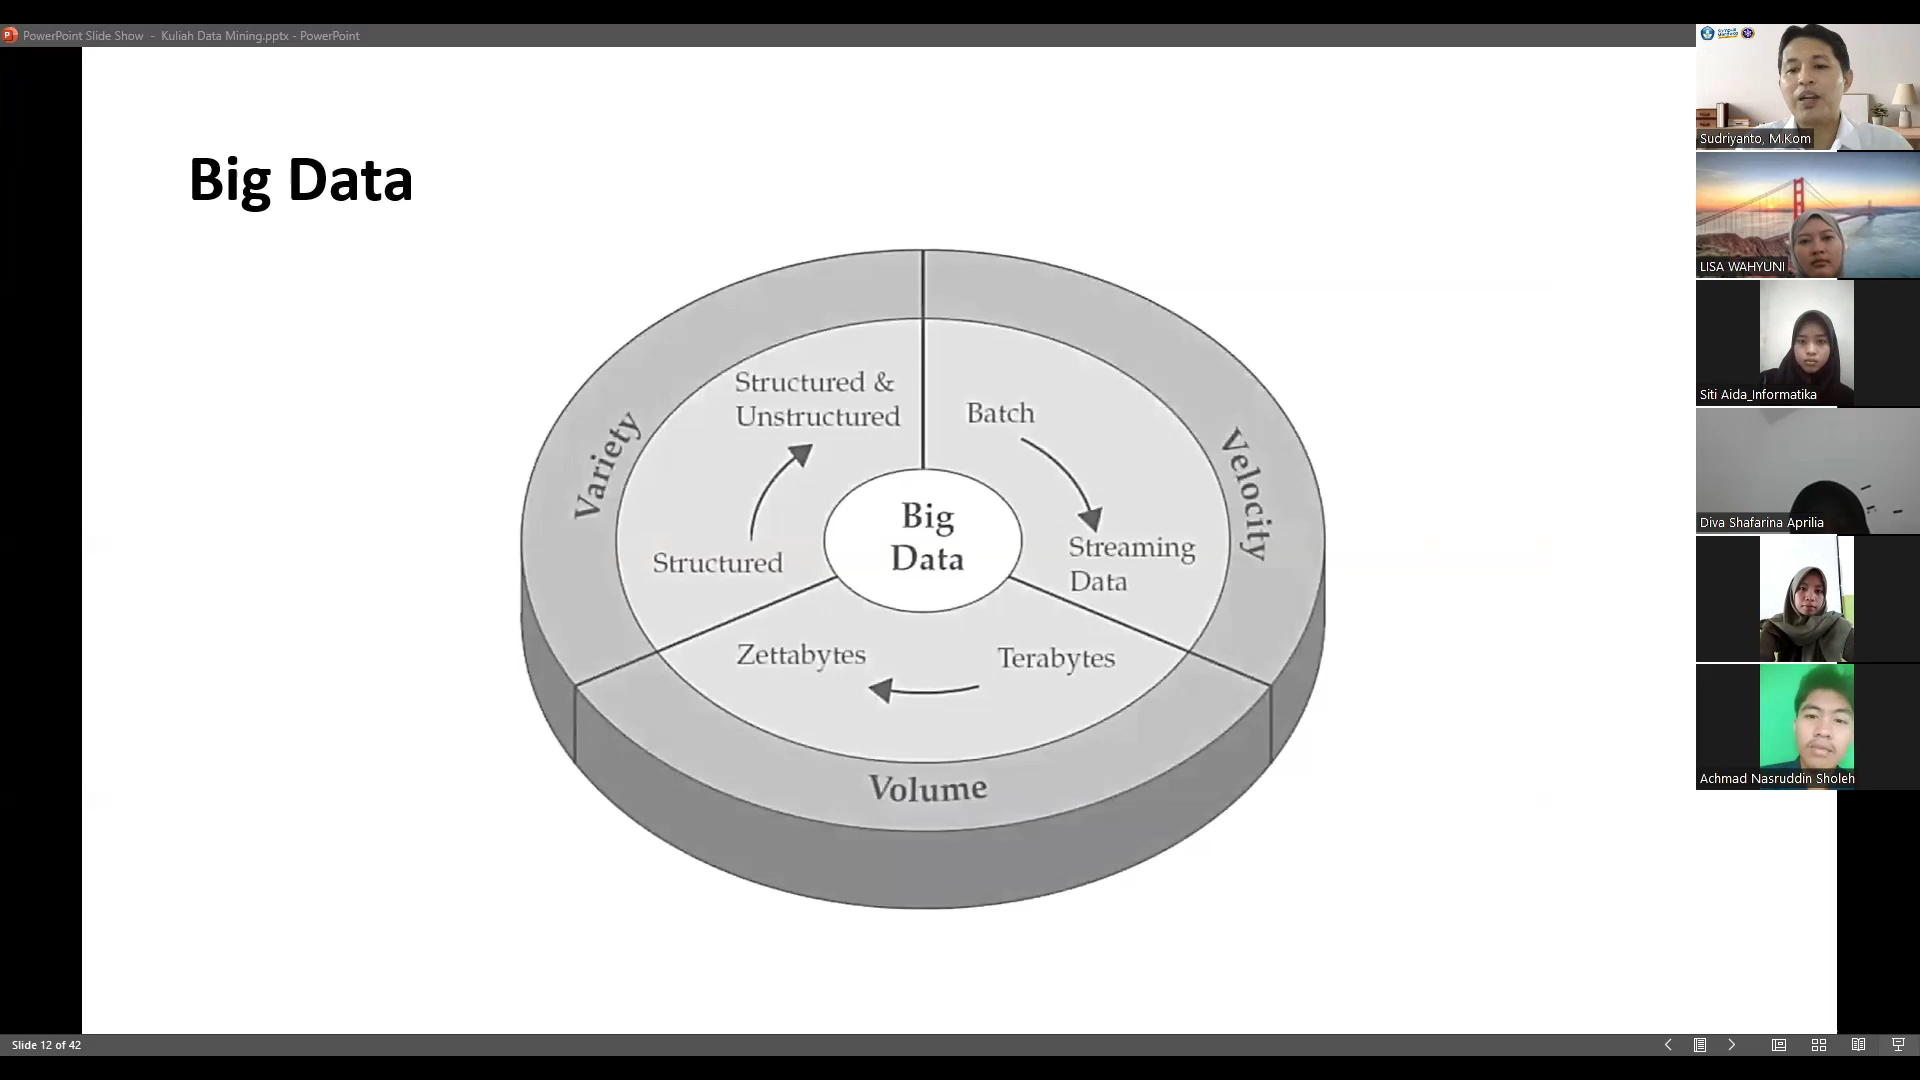 PowerPoint Slide Show - Kuliah Data Mining.pptx - PowerPoint
Big Data
Structured &
Unstructured
Batch
Variety
Velocity
Big
Data
Structured
Streaming
Data
Zettabytes
Terabytes
Volume
Sudriyanto, M.Kom
LISA WAHYUNI
Siti Aida_Informatika
Diva Shafarina Aprilia
Achmad Nasruddin Sholeh
Slide 12 of 42